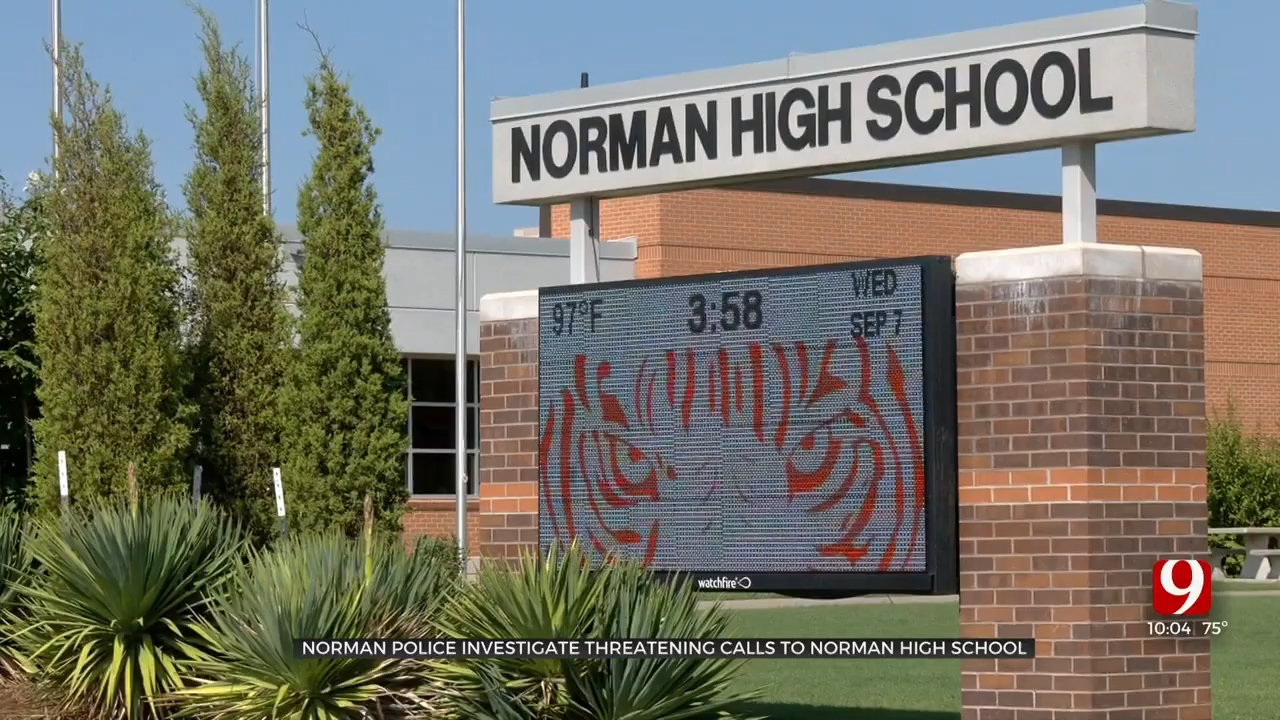 NORMAN HIGH SCHOOL
97°F 3:58 WED
SEP 7
watchfire
NORMAN POLICE INVESTIGATE THREATENING CALLS TO NORMAN HIGH SCHOOL
9
10:04 75°